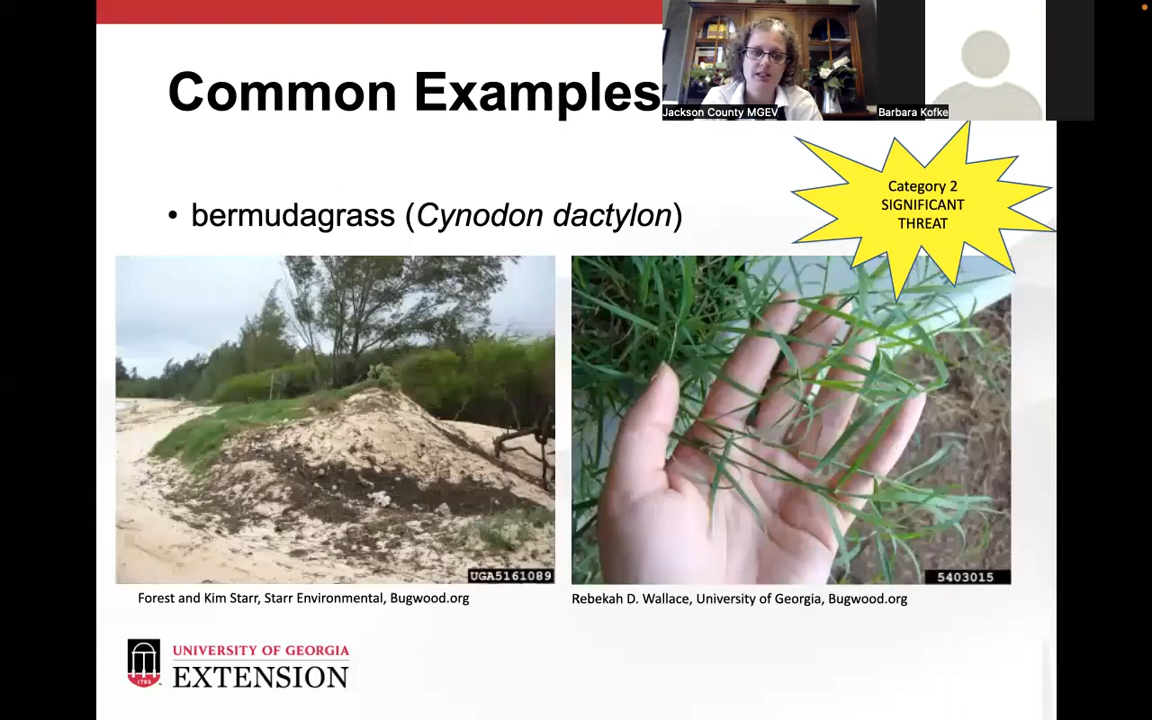 Common Examples
Jackson County MGEV
Barbara Kofke
Category 2
SIGNIFICANT
THREAT
• bermudagrass (Cynodon dactylon)
UGA5161089
5403015
Forest and Kim Starr, Starr Environmental, Bugwood.org
Rebekah D. Wallace, University of Georgia, Bugwood.org
1785
UNIVERSITY OF GEORGIA
EXTENSION